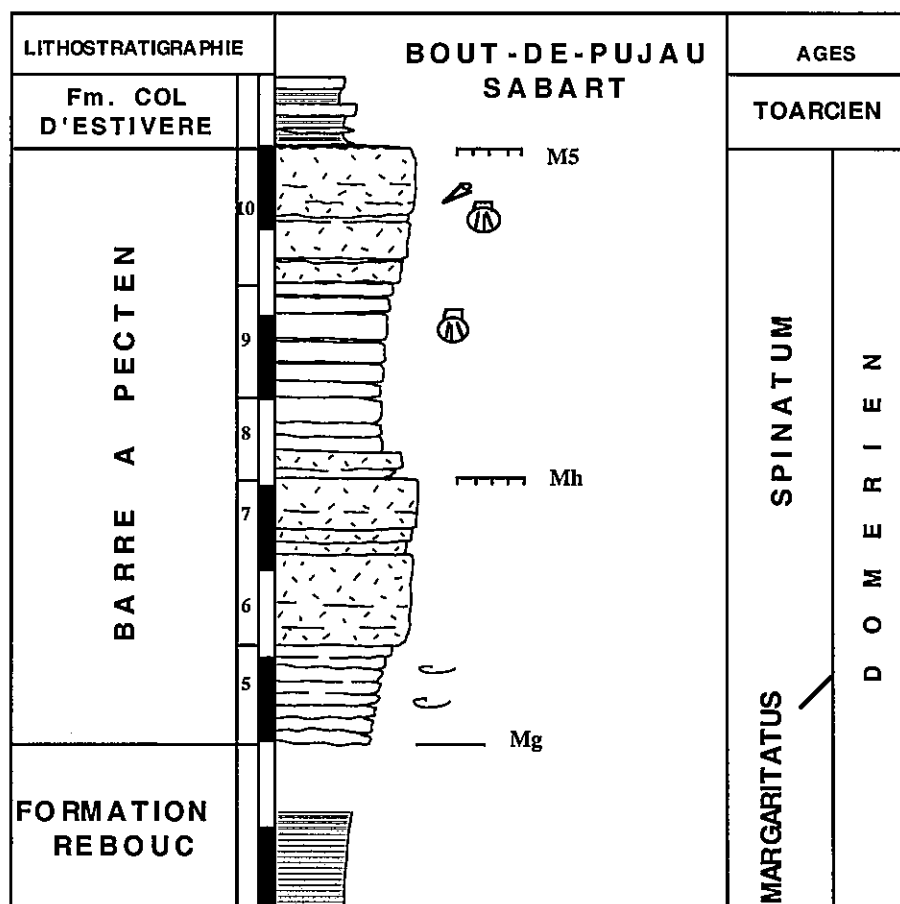 LITHOSTRATIGRAPHIE
BOUT-DE-PUJAU
SABART
AGES
Fm. COL
D'ESTIVERE
TOARCIEN
M5
10
BARRE A PECTEN
9
SPINATUM
DOMERIEN
8
Mh
7
6
5
Mg
MARGARITATUS
FORMATION
REBOUC